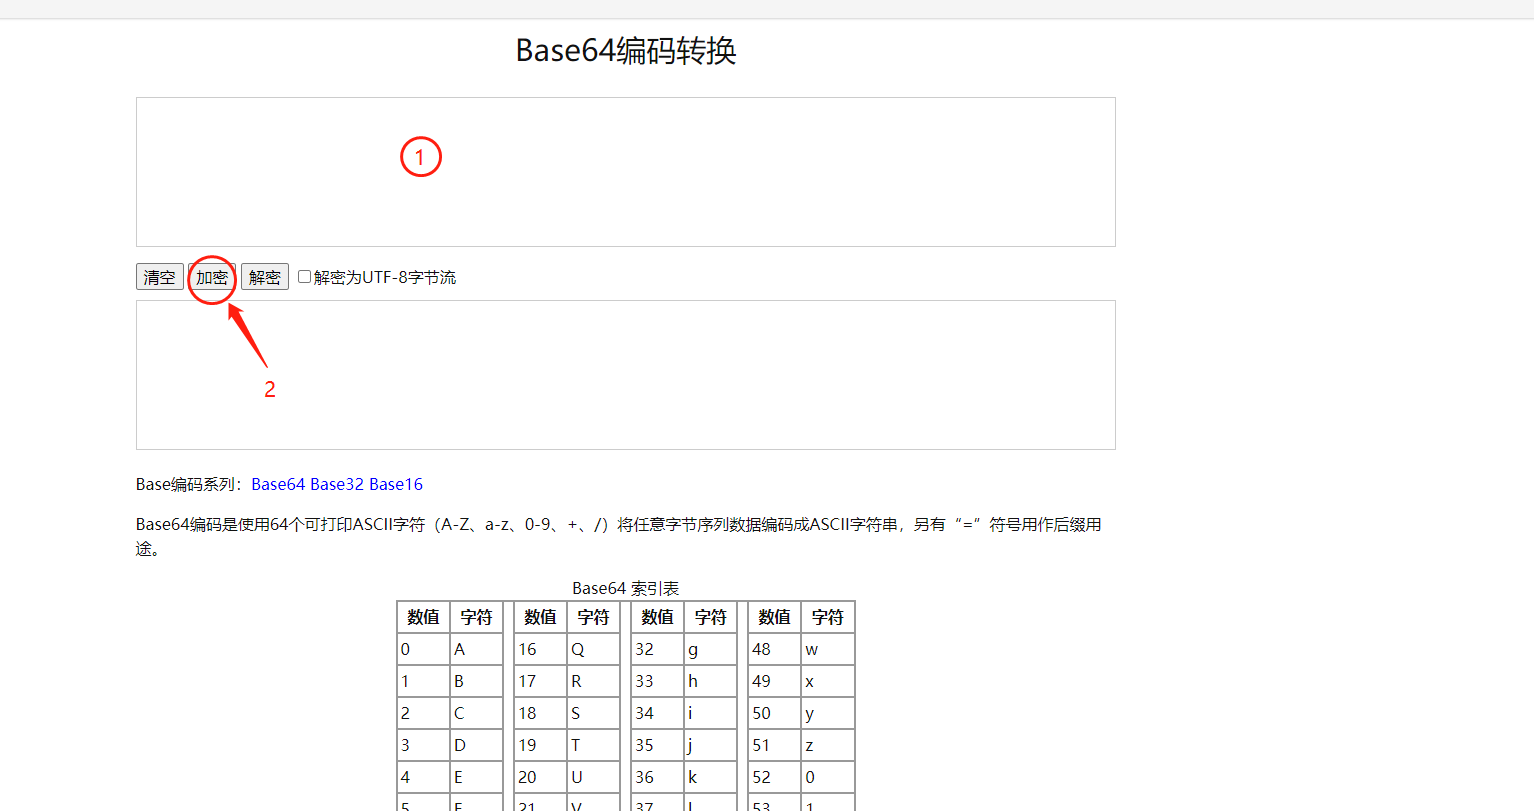 Base64编码转换
1
清空 加密 解密 解密为UTF-8字节流
2
Base编码系列：Base64 Base32 Base16
Base64编码是使用64个可打印ASCII字符（A-Z、a-z、0-9、+、/）将任意字节序列数据编码成ASCII字符串，另有“=”符号用作后缀用
途。
Base64 索引表
数值 字符 数值 字符 数值 字符 数值 字符
0 A 16 Q 32 g 48 w
1 B 17 R 33 h 49 x
2 C 18 S 34 i 50 y
3 D 19 T 35 j 51 z
4 E 20 U 36 k 52 0
5 F 21 V 37 l 53 1